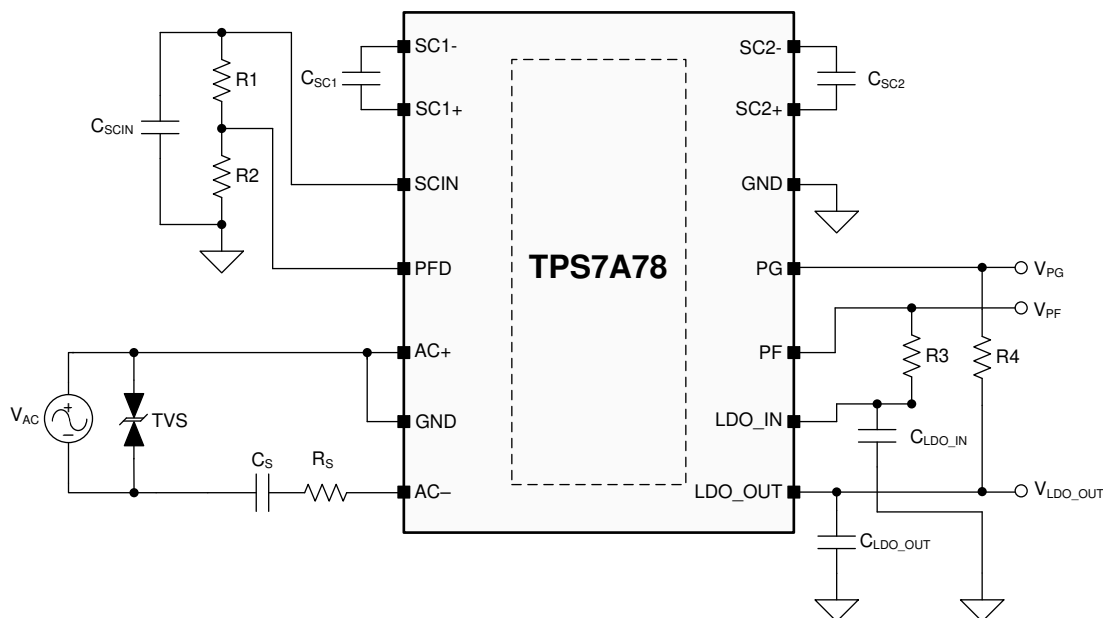 SC1-
SC2-
R1
C_SC1
C_SC2
SC1+
SC2+
C_SCIN
R2
SCIN
GND
PFD
TPS7A78
PG
V_PG
V_PF
AC+
PF
R3
R4
V_AC
+
−
TVS
GND
LDO_IN
C_LDO_IN
C_S
R_S
AC−
LDO_OUT
V_LDO_OUT
C_LDO_OUT